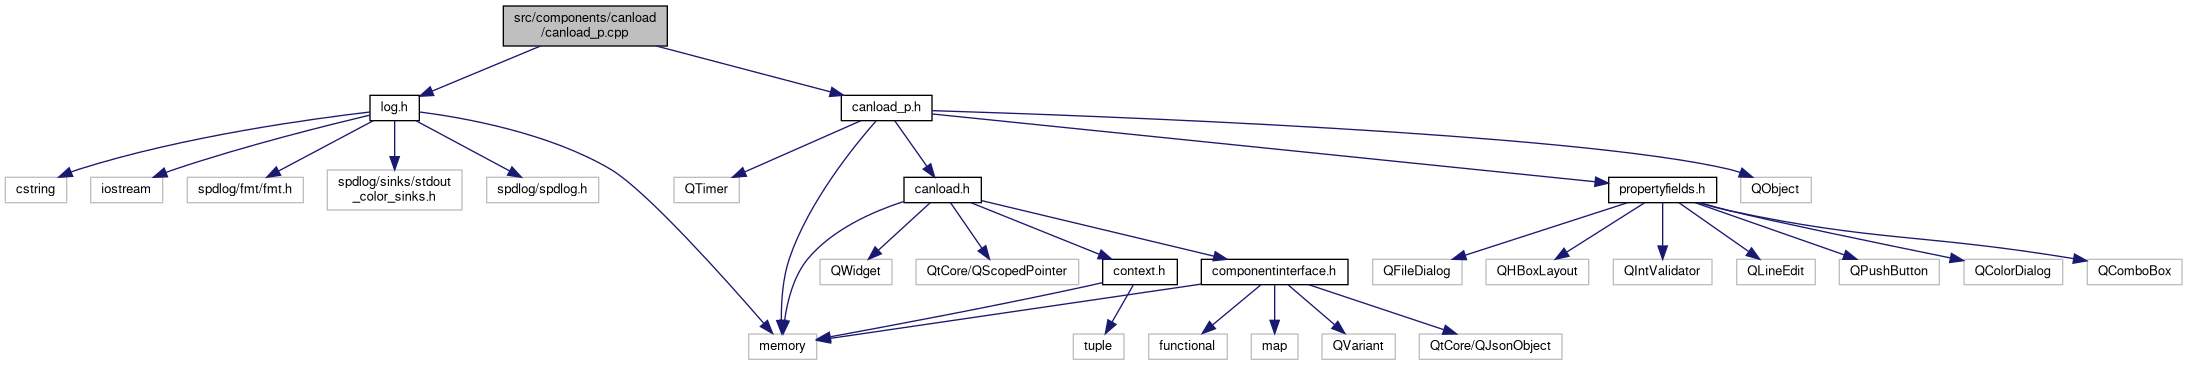 src/components/canload
/canload_p.cpp
log.h
canload_p.h
cstring
iostream
spdlog/fmt/fmt.h
spdlog/sinks/stdout
_color_sinks.h
spdlog/spdlog.h
QTimer
canload.h
propertyfields.h
QObject
QWidget
QtCore/QScopedPointer
context.h
componentinterface.h
QFileDialog
QHBoxLayout
QIntValidator
QLineEdit
QPushButton
QColorDialog
QComboBox
memory
tuple
functional
map
QVariant
QtCore/QJsonObject